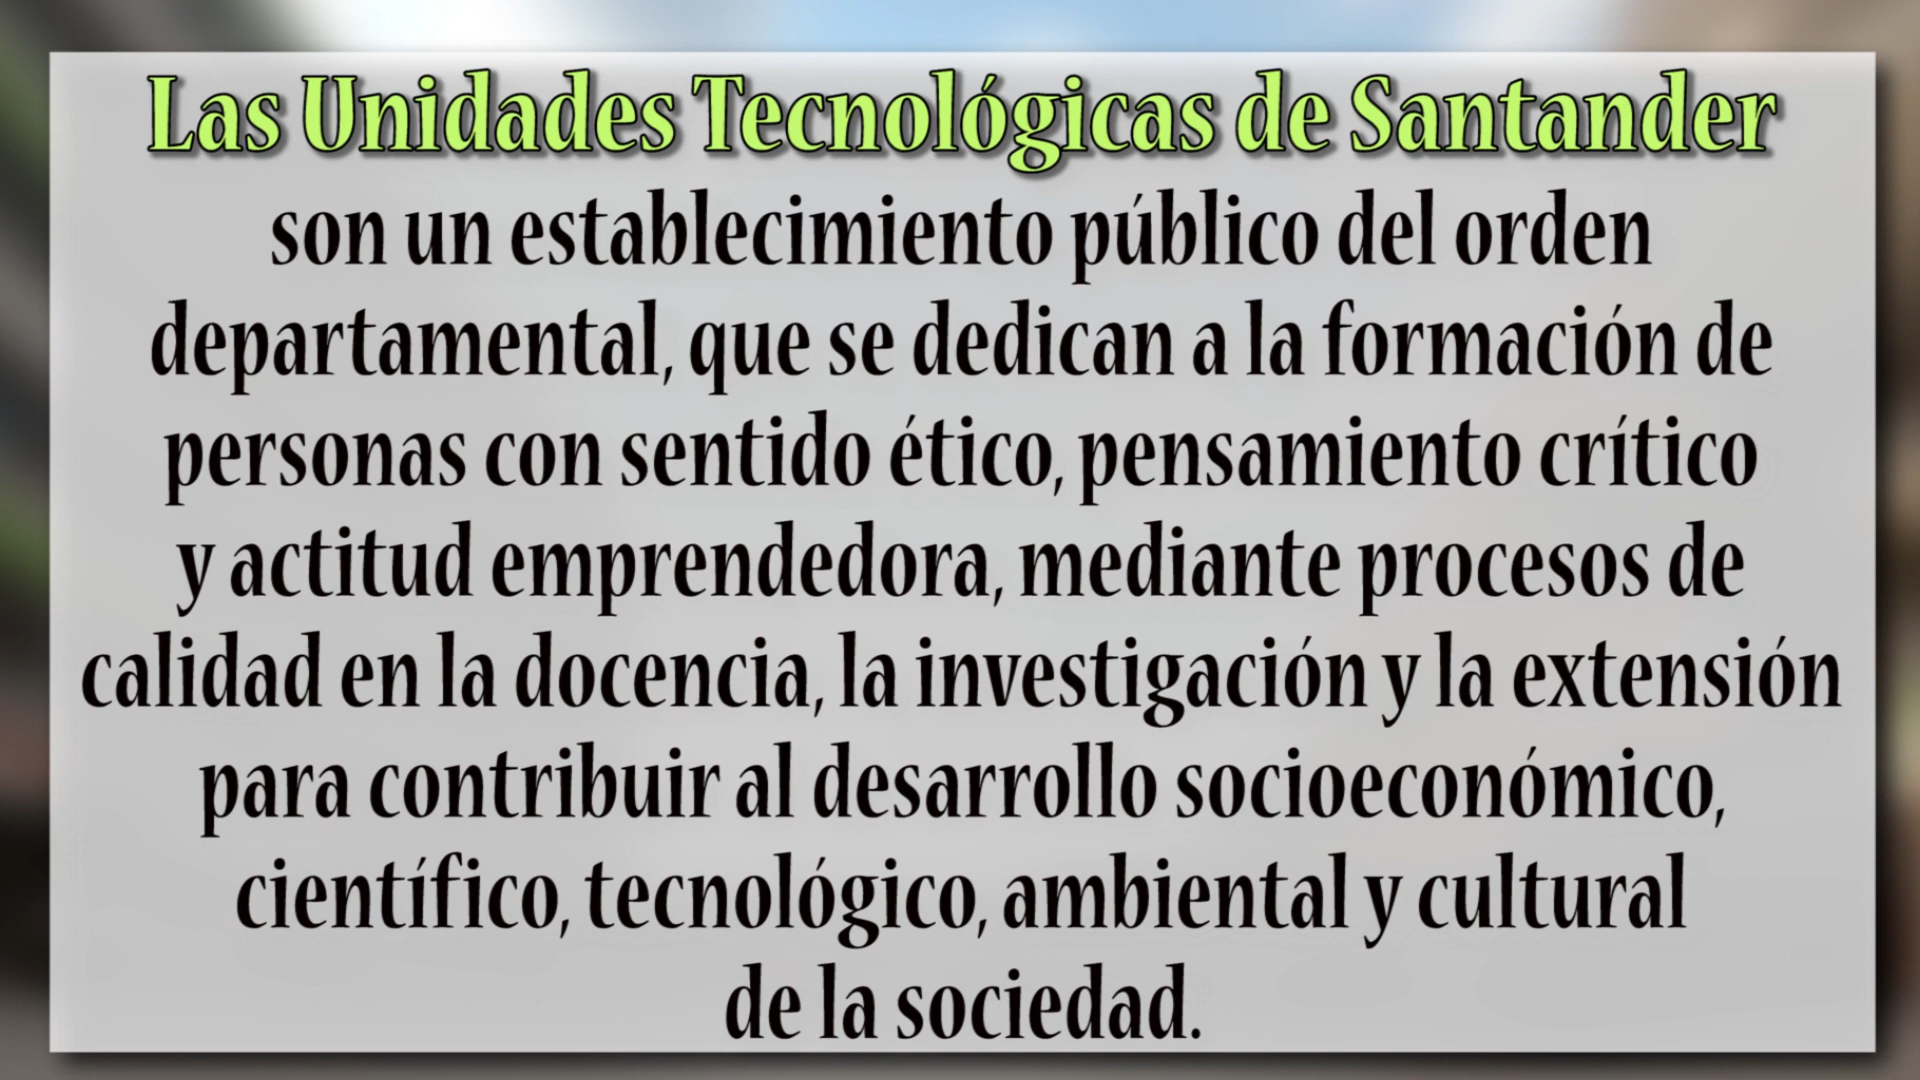 Las Unidades Tecnológicas de Santander
son un establecimiento público del orden
departamental, que se dedican a la formación de
personas con sentido ético, pensamiento crítico
y actitud emprendedora, mediante procesos de
calidad en la docencia, la investigación y la extensión
para contribuir al desarrollo socioeconómico,
científico, tecnológico, ambiental y cultural
de la sociedad.